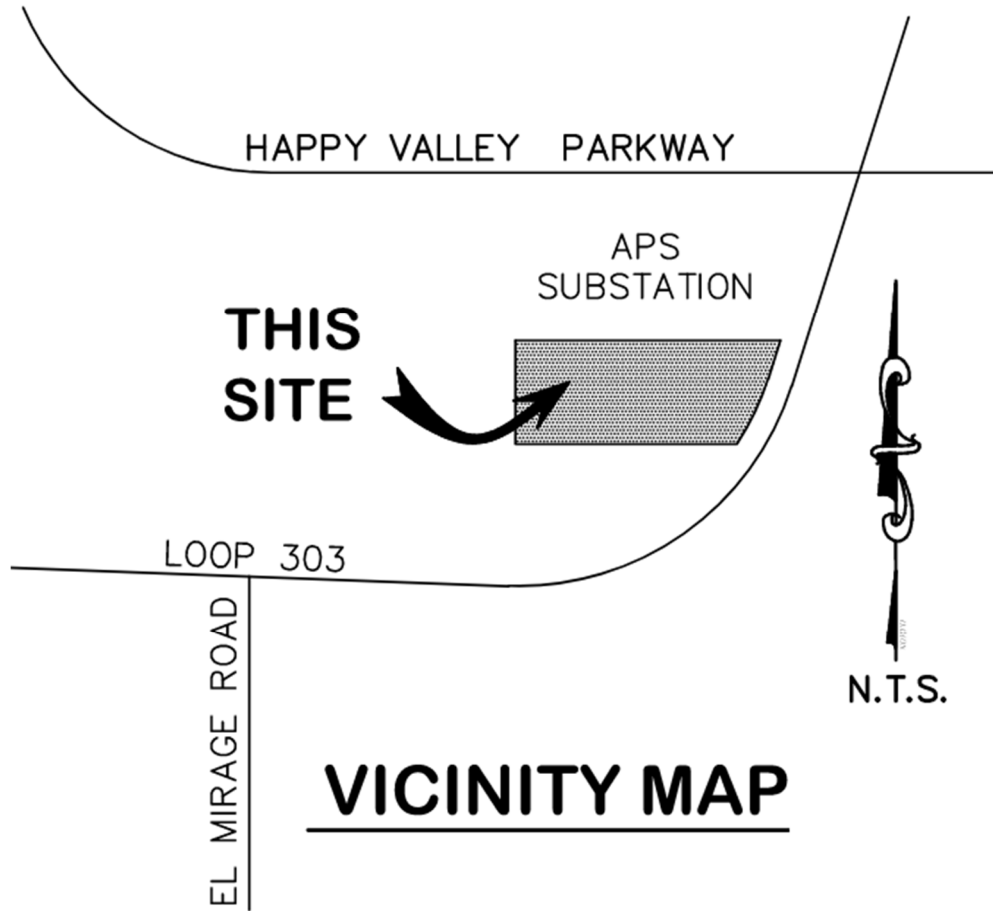 HAPPY VALLEY PARKWAY
APS
SUBSTATION
THIS
SITE
LOOP 303
EL MIRAGE ROAD
N.T.S.
VICINITY MAP